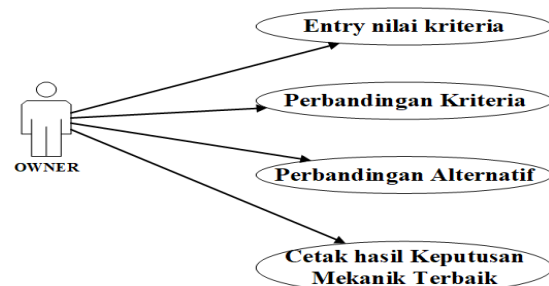 Entry nilai kriteria
Perbandingan Kriteria
OWNER
Perbandingan Alternatif
Cetak hasil Keputusan
Mekanik Terbaik